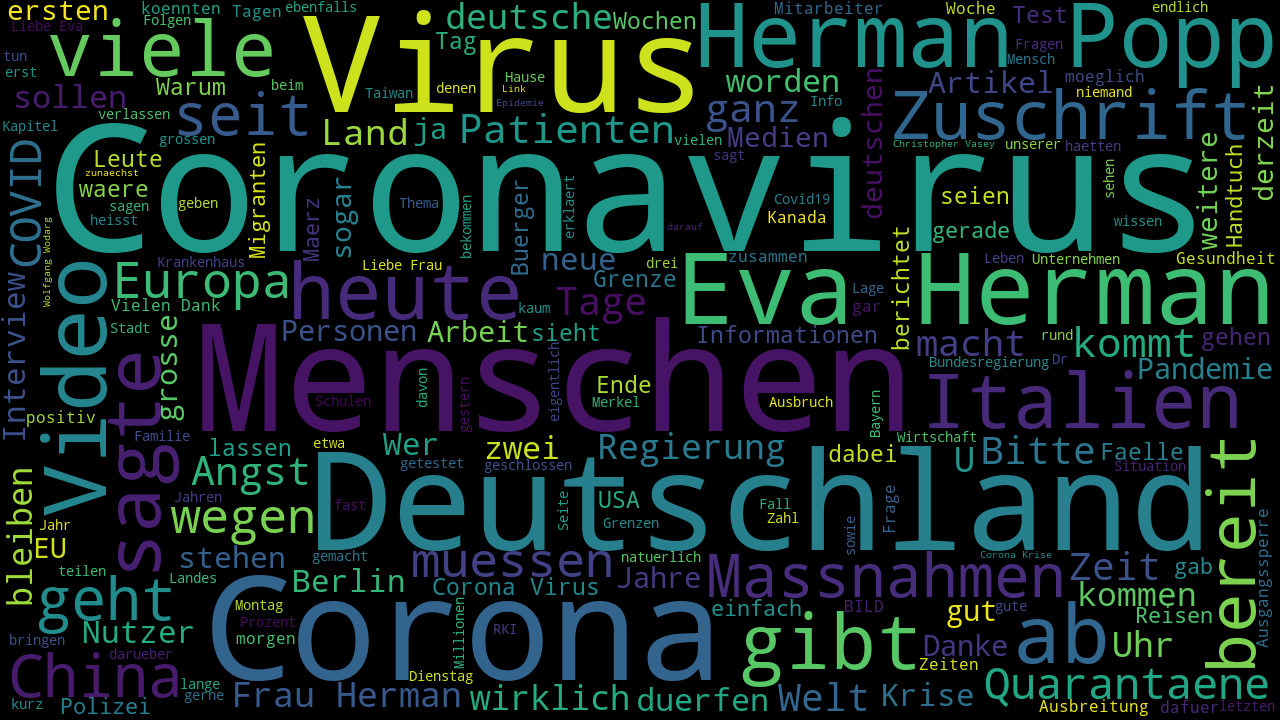 ersten
koennten
Tagen
ebenfalls
Folgen
Liebe Eva
viele
tun
erst
Virus
deutsche
Wochen
Tag
Herman
Popp
Mitarbeiter
Woche
Test
endlich
Fragen
Mensch
Hause
Link
Epidemie
denen
Taiwan
worden
Artikel
moeglich
niemand
sollen
Warum
beim
seit
verlassen
grossen
Kapitel
Land
ja
Patienten
vielen
ganz
Medien
sagt
Info
deutschen
Zuschrift
Christopher Vasey
unserer
haetten
derzeit
weitere
Handtuch
COVID
Leute
zunaechst
waere
sagen
heisst
geben
Migranten
Coronavirus
Maerz
sogar
Thema
bekommen
Buerger
erklaert
darauf
Covid19
Kanada
seien
gerade
sehen
wissen
Wolfgang Wodarg
Video
Interview
Krankenhaus
Europa
Vielen Dank
Stadt
Liebe Frau
heute
kaum
neue
Grenze
drei
zusammen
Tage
Eva Herman
Lage
gar
berichtet
Leben
Unternehmen
Gesundheit
grosse
Personen
Arbeit
sieht
Informationen
macht
rund
kommt
gehen
Bundesregierung
Dr
Pandemie
sagte
Menschen
Schulen
davon
gestern
eigentlich
Ende
Merkel
Ausbruch
Bayern
Italien
positiv
Familie
lassen
etwa
Wer
getestet
zwei
geschlossen
Regierung
dabei
Wirtschaft
U
Bitte
Faelle
Situation
bereit
Angst
Jahren
wegen
fast
Deutschland
Seite
USA
Grenzen
Fall
Zahl
sowie
Frage
bleiben
Jahr
EU
stehen
gemacht
muessen
natuerlich
Corona Krise
Ausgangssperre
teilen
Landes
geht
Berlin
Corona Virus
Jahre
Massnahmen
Zeit
gab
kommen
Reisen
Nutzer
Montag
Prozent
morgen
Corona
RKI
Millionen
einfach
BILD
gibt
gut
gute
Danke
ab
Uhr
Zeiten
bringen
darueber
China
lange
gerne
Dienstag
Quarantaene
kurz
Polizei
Frau Herman
wirklich
duerfen
Welt
Krise
Ausbreitung
dafuer
letzten